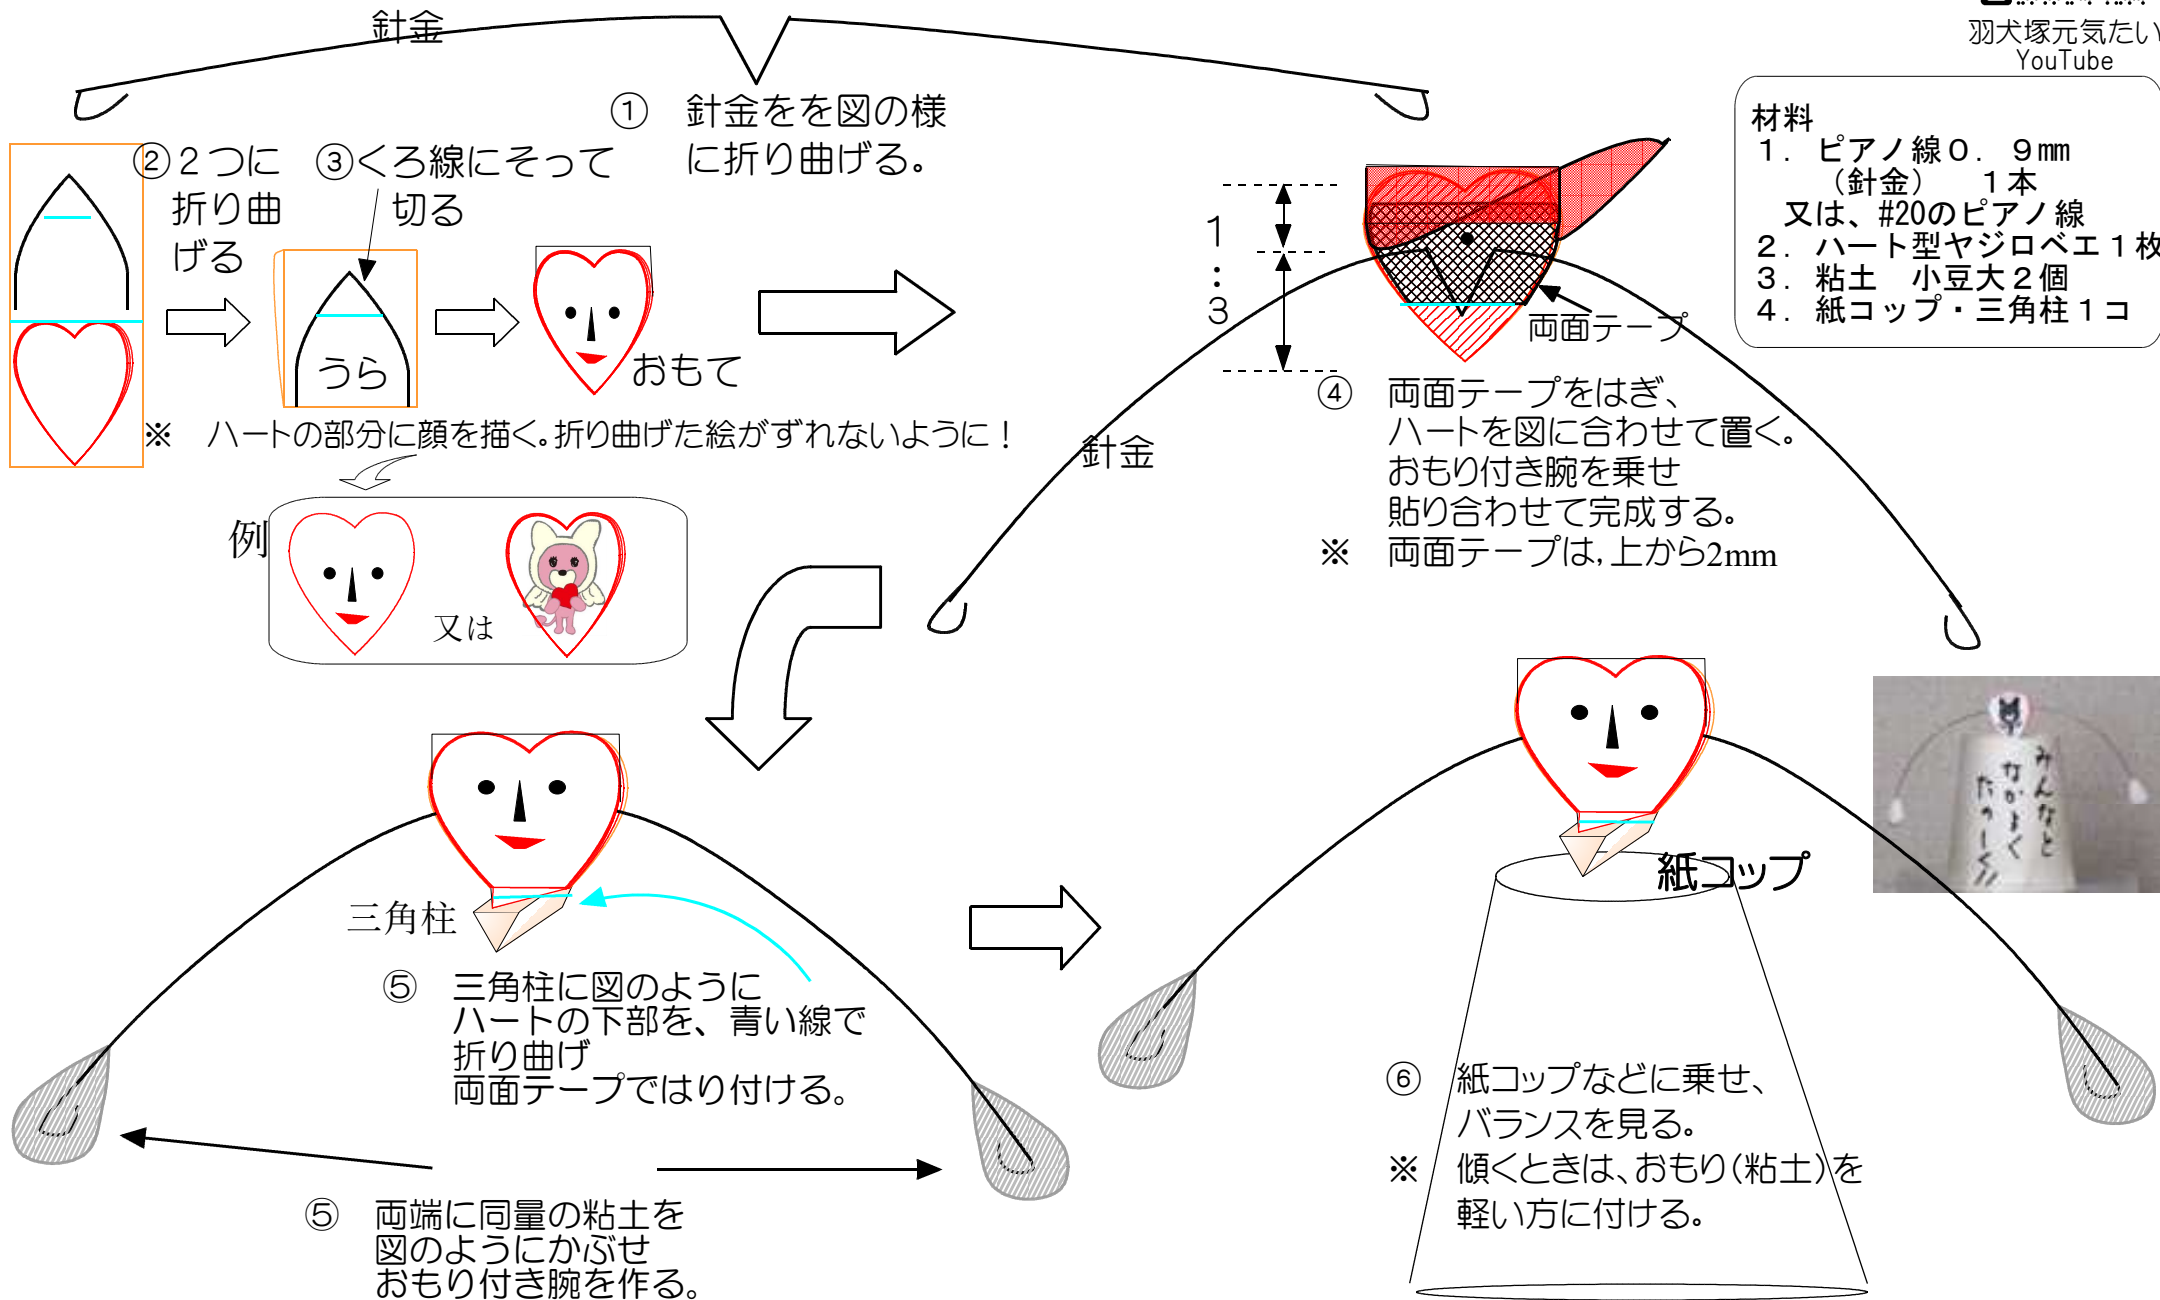 針金
羽犬塚元気たい
YouTube
① 針金をを図の様
に折り曲げる。
②２つに
折り曲
げる
③くろ線にそって
切る
うら
おもて
※ ハートの部分に顔を描く。折り曲げた絵がずれないように！
例
又は
材料
１．ピアノ線０．９mm
（針金） １本
又は、#20のピアノ線
２．ハート型ヤジロベエ１枚
３．粘土 小豆大２個
４．紙コップ・三角柱１コ
１
：
３
両面テープ
針金
④ 両面テープをはぎ、
ハートを図に合わせて置く。
おもり付き腕を乗せ
貼り合わせて完成する。
※ 両面テープは，上から2mm
三角柱
⑤ 三角柱に図のように
ハートの下部を、青い線で
折り曲げ
両面テープではり付ける。
⑤ 両端に同量の粘土を
図のようにかぶせ
おもり付き腕を作る。
紙コップ
みんなと
なかよく
たのしく!!
⑥ 紙コップなどに乗せ、
バランスを見る。
※ 傾くときは、おもり（粘土）を
軽い方に付ける。